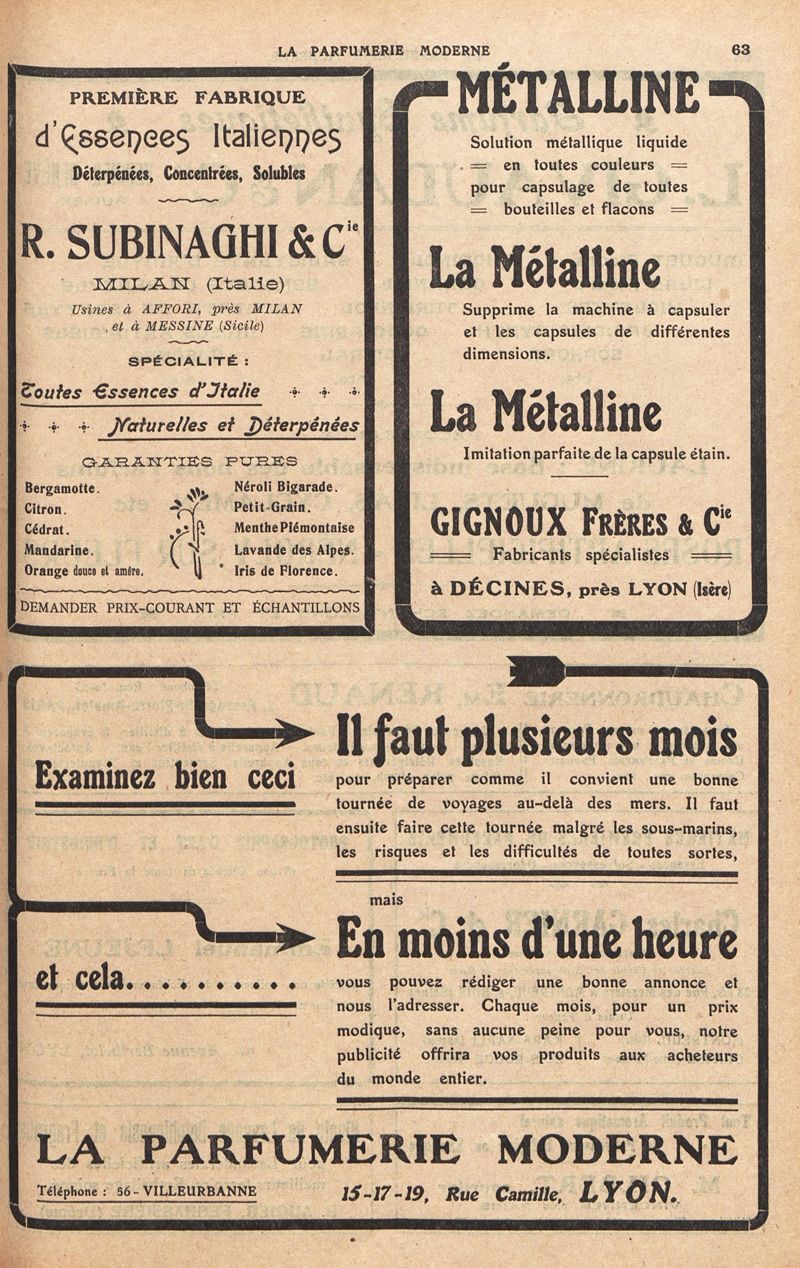 LA PARFUMERIE MODERNE
63
PREMIÈRE FABRIQUE
d'Essences Italiennes
Déterpénées, Concentrées, Solubles
R. SUBINAGHI & Cie
MILAN (Italie)
Usines à AFFORI, près MILAN
et à MESSINE (Sicile)
SPÉCIALITÉ :
Toutes Essences d'Italie
Naturelles et Déterpénées
GARANTIES PURES
Bergamotte.
Citron.
Cédrat.
Mandarine.
Orange douce et amère.
Néroli Bigarade.
Petit-Grain.
Menthe Piémontaise
Lavande des Alpes.
Iris de Florence.
DEMANDER PRIX-COURANT ET ÉCHANTILLONS
MÉTALLINE
Solution métallique liquide
en toutes couleurs
pour capsulage de toutes
bouteilles et flacons
La Métalline
Supprime la machine à capsuler
et les capsules de différentes
dimensions.
La Métalline
Imitation parfaite de la capsule étain.
GIGNOUX FRÈRES & Cie
Fabricants spécialistes
à DÉCINES, près LYON (Isère)
Examinez bien ceci
Il faut plusieurs mois
pour préparer comme il convient une bonne
tournée de voyages au-delà des mers. Il faut
ensuite faire cette tournée malgré les sous-marins,
les risques et les difficultés de toutes sortes,
mais
et cela..........
En moins d'une heure
vous pouvez rédiger une bonne annonce et
nous l'adresser. Chaque mois, pour un prix
modique, sans aucune peine pour vous, notre
publicité offrira vos produits aux acheteurs
du monde entier.
LA PARFUMERIE MODERNE
Téléphone : 56 - VILLEURBANNE
15-17-19, Rue Camille, LYON.